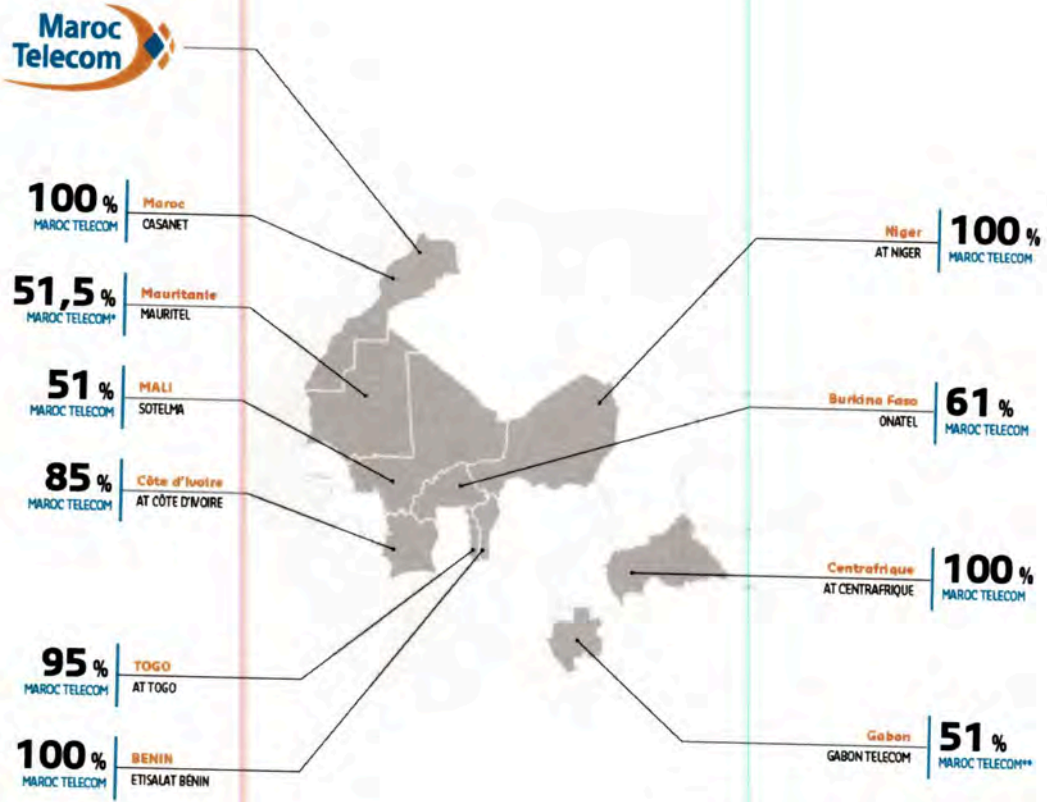 Maroc
Telecom
100 %
MAROC TELECOM
Maroc
CASANET
51,5 %
MAROC TELECOM*
Mauritanie
MAURITEL
51 %
MAROC TELECOM
MALI
SOTELMA
85 %
MAROC TELECOM
Côte d'Ivoire
AT CÔTE D'IVOIRE
95 %
MAROC TELECOM
TOGO
AT TOGO
100 %
MAROC TELECOM
BENIN
ETISALAT BÉNIN
Niger
AT NIGER
100 %
MAROC TELECOM
Burkina Faso
ONATEL
61 %
MAROC TELECOM
Centrafrique
AT CENTRAFRIQUE
100 %
MAROC TELECOM
Gabon
GABON TELECOM
51 %
MAROC TELECOM**